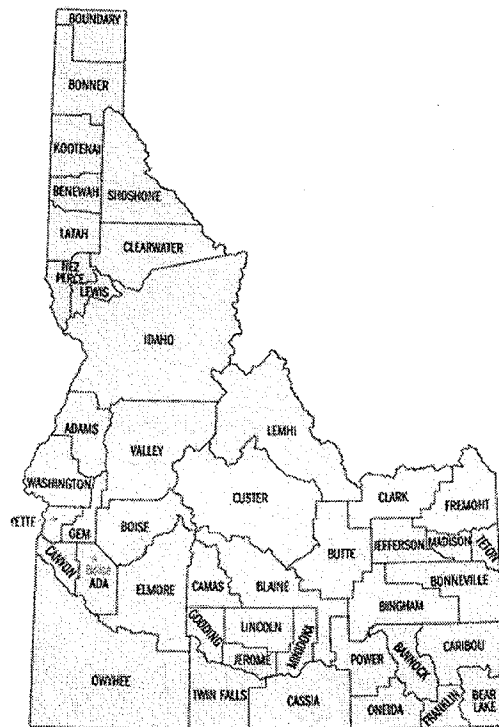 BOUNDARY
BONNER
KOOTENAI
BENEWAH
SHOSHONE
LATAH
CLEARWATER
NEZ
PERCE
LEWIS
IDAHO
ADAMS
LEMHI
VALLEY
WASHINGTON
CUSTER
CLARK
FREMONT
YETTE
GEM
BOISE
BUTTE
JEFFERSON
MADISON
TETON
CANYON
Boise
ADA
ELMORE
CAMAS
BLAINE
BONNEVILLE
BINGHAM
GOODING
LINCOLN
MINIDOKA
JEROME
POWER
BANNOCK
CARIBOU
OWYHEE
TWIN FALLS
CASSIA
ONEIDA
FRANKLIN
BEAR
LAKE